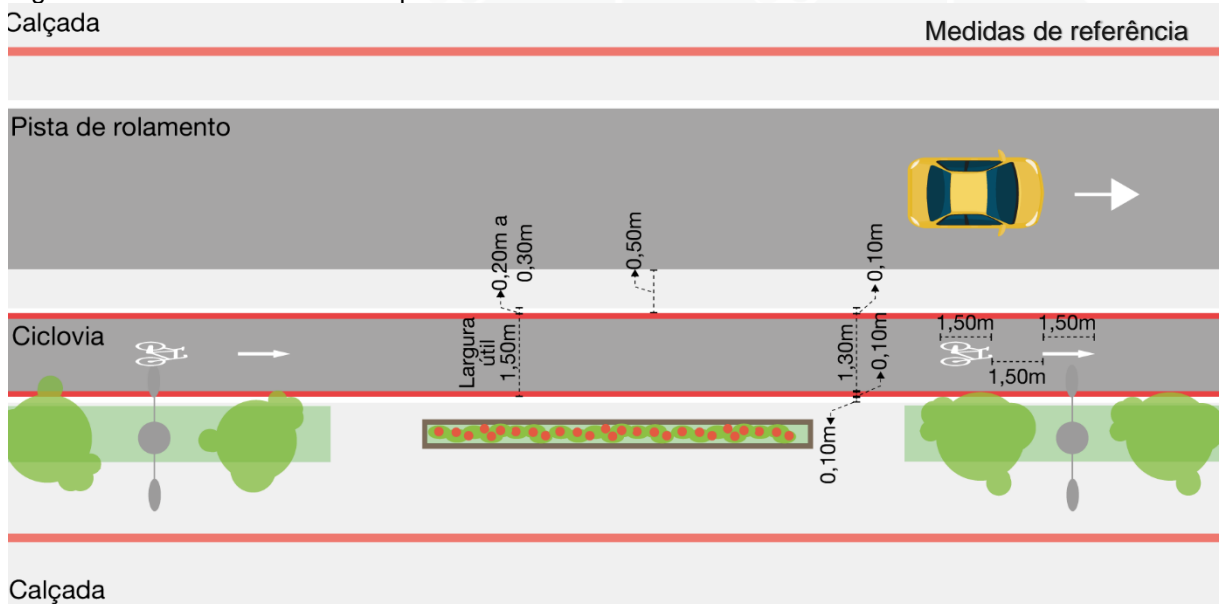 Calçada
Medidas de referência
Pista de rolamento
0,20m a
0,30m
0,50m
0,10m
Ciclovia
Largura
útil
1,50m
1,30m
0,10m
1,50m
1,50m
1,50m
0,10m
Calçada